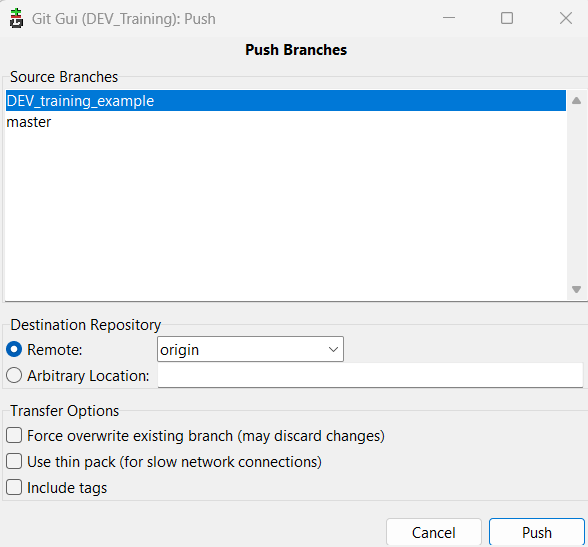 Git Gui (DEV_Training): Push
Push Branches
Source Branches
DEV_training_example
master
Destination Repository
Remote: origin
Arbitrary Location:
Transfer Options
Force overwrite existing branch (may discard changes)
Use thin pack (for slow network connections)
Include tags
Cancel Push